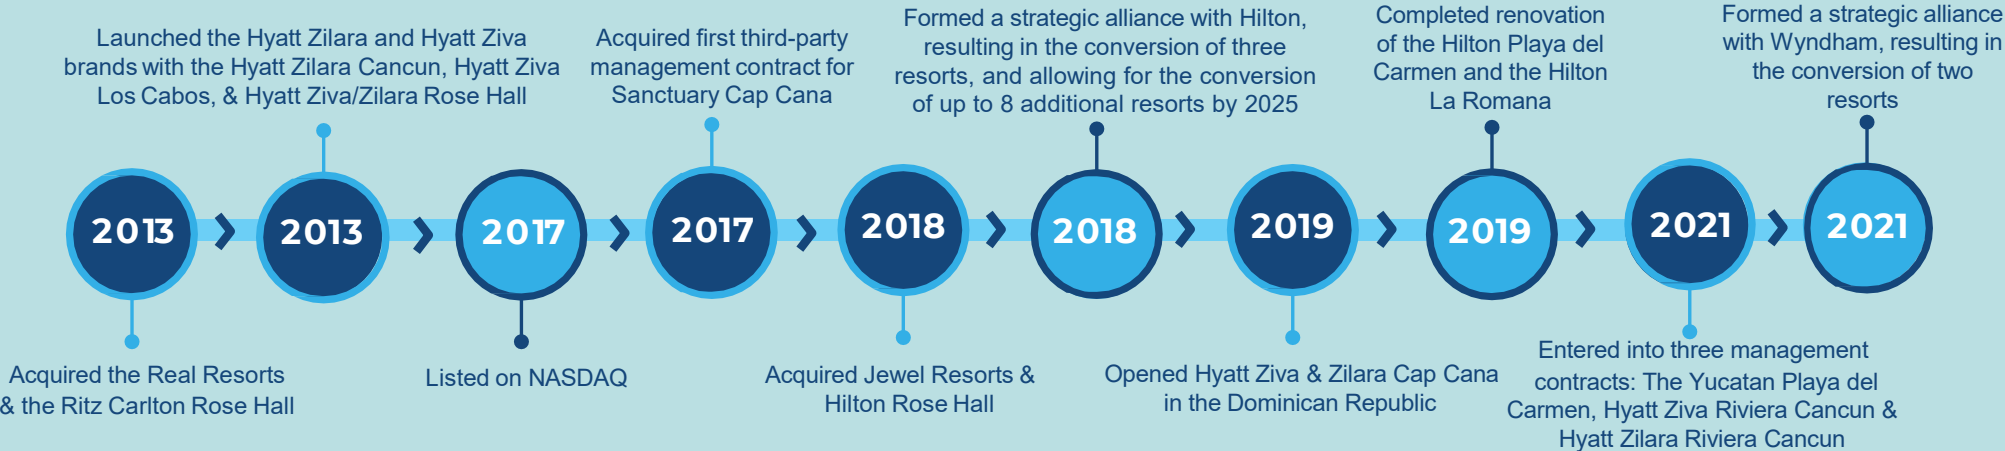 Launched the Hyatt Zilara and Hyatt Ziva
brands with the Hyatt Zilara Cancun, Hyatt Ziva
Los Cabos, & Hyatt Ziva/Zilara Rose Hall
Acquired first third-party
management contract for
Sanctuary Cap Cana
Formed a strategic alliance with Hilton,
resulting in the conversion of three
resorts, and allowing for the conversion
of up to 8 additional resorts by 2025
Completed renovation
of the Hilton Playa del
Carmen and the Hilton
La Romana
Formed a strategic alliance
with Wyndham, resulting in
the conversion of two
resorts
2013
2013
2017
2017
2018
2018
2019
2019
2021
2021
Acquired the Real Resorts
& the Ritz Carlton Rose Hall
Listed on NASDAQ
Acquired Jewel Resorts &
Hilton Rose Hall
Opened Hyatt Ziva & Zilara Cap Cana
in the Dominican Republic
Entered into three management
contracts: The Yucatan Playa del
Carmen, Hyatt Ziva Riviera Cancun &
Hyatt Zilara Riviera Cancun